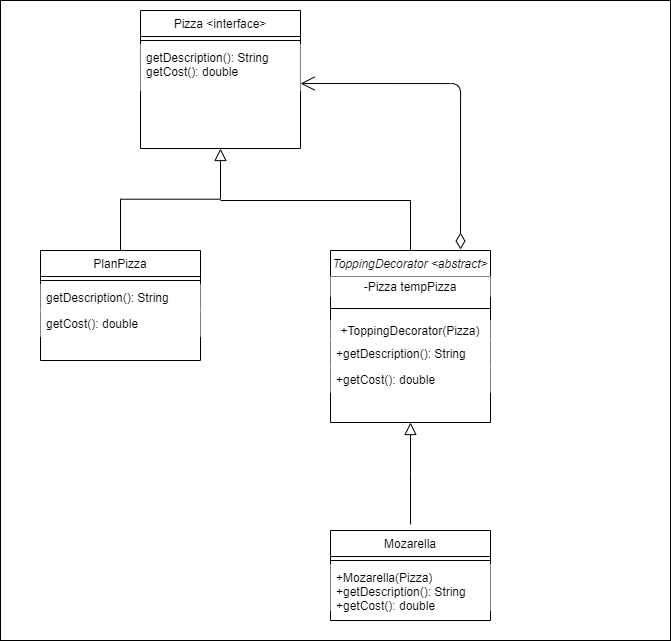 Pizza <interface>
getDescription(): String
getCost(): double
PlanPizza
getDescription(): String
getCost(): double
ToppingDecorator <abstract>
-Pizza tempPizza
+ToppingDecorator(Pizza)
+getDescription(): String
+getCost(): double
Mozarella
+Mozarella(Pizza)
+getDescription(): String
+getCost(): double